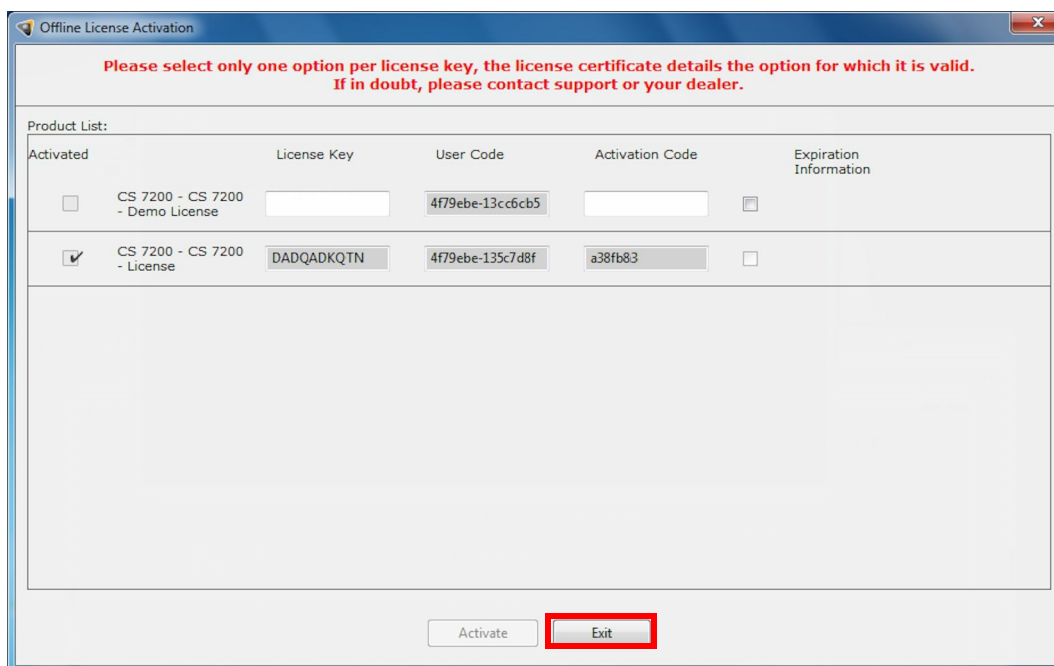 Offline License Activation
Please select only one option per license key, the license certificate details the option for which it is valid.
If in doubt, please contact support or your dealer.
Product List:
Activated License Key User Code Activation Code Expiration
Information
CS 7200 - CS 7200
- Demo License
4f79ebe-13cc6cb5
CS 7200 - CS 7200
- License
DADQADKQTN 4f79ebe-135c7d8f a38fb83
Activate Exit